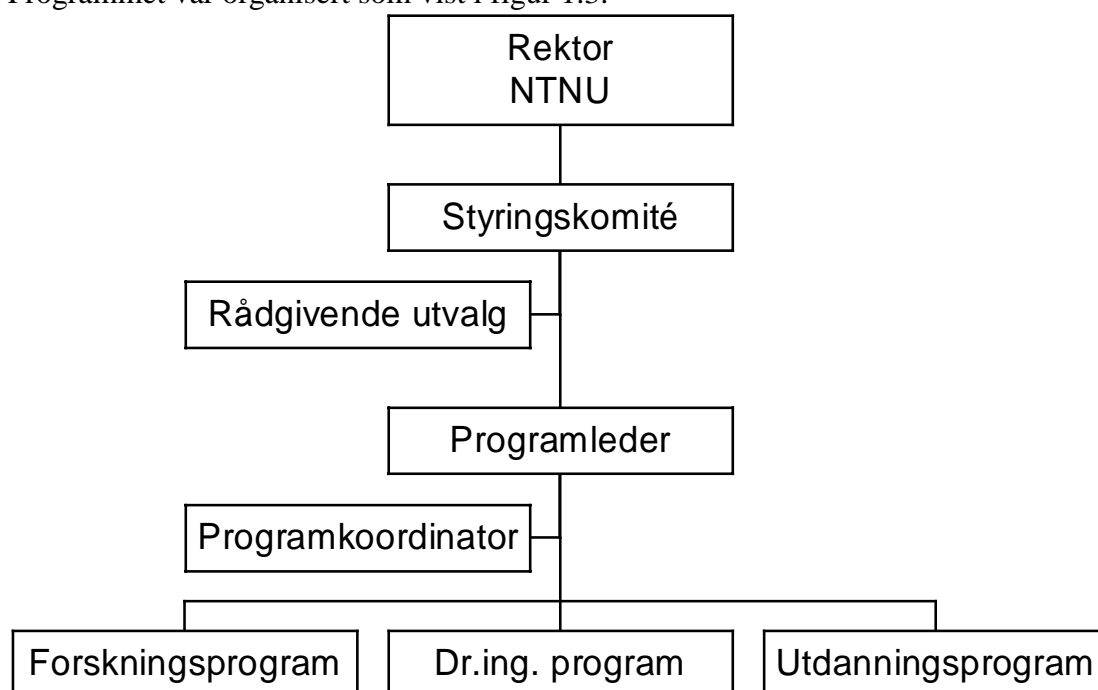 Programmet var organisert som vist i figur 1.3.
Rektor
NTNU
Styringskomité
Rådgivende utvalg
Programleder
Programkoordinator
Forskningsprogram
Dr.ing. program
Utdanningsprogram